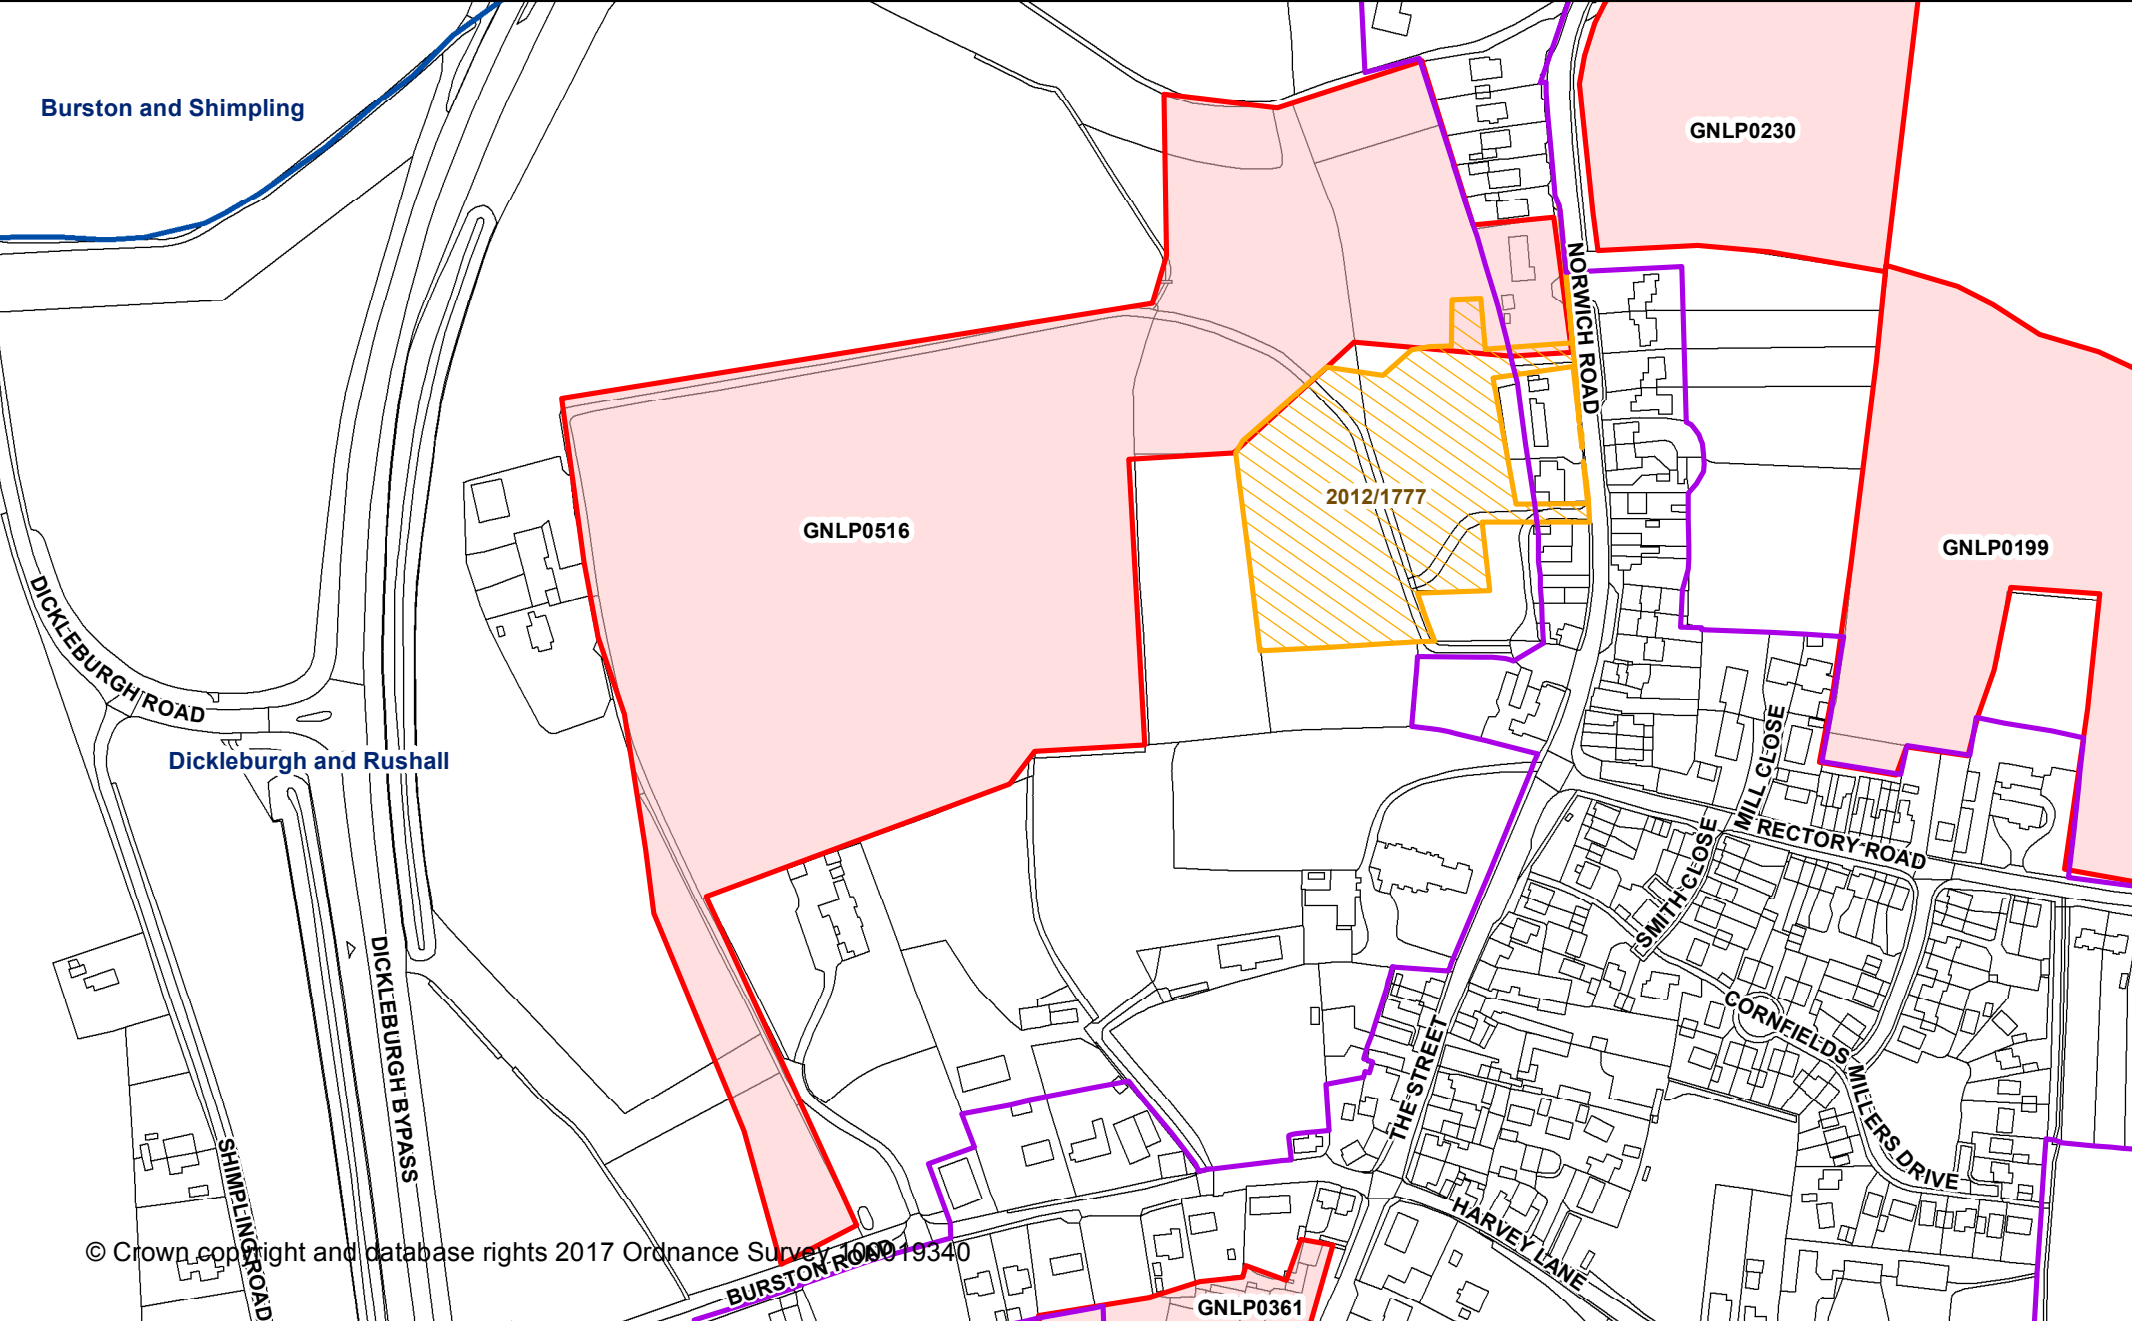 Burston and Shimpling
GNLP0230
NORWICH ROAD
2012/1777
GNLP0516
GNLP0199
DICKLEBURGH ROAD
Dickleburgh and Rushall
MILL CLOSE
RECTORY ROAD
SMITH CLOSE
DICKLEBURGH BYPASS
CORNFIELDS
THE STREET
MILLERS DRIVE
SHIMPLING ROAD
HARVEY LANE
© Crown copyright and database rights 2017 Ordnance Survey 100019340
BURSTON ROAD
GNLP0361